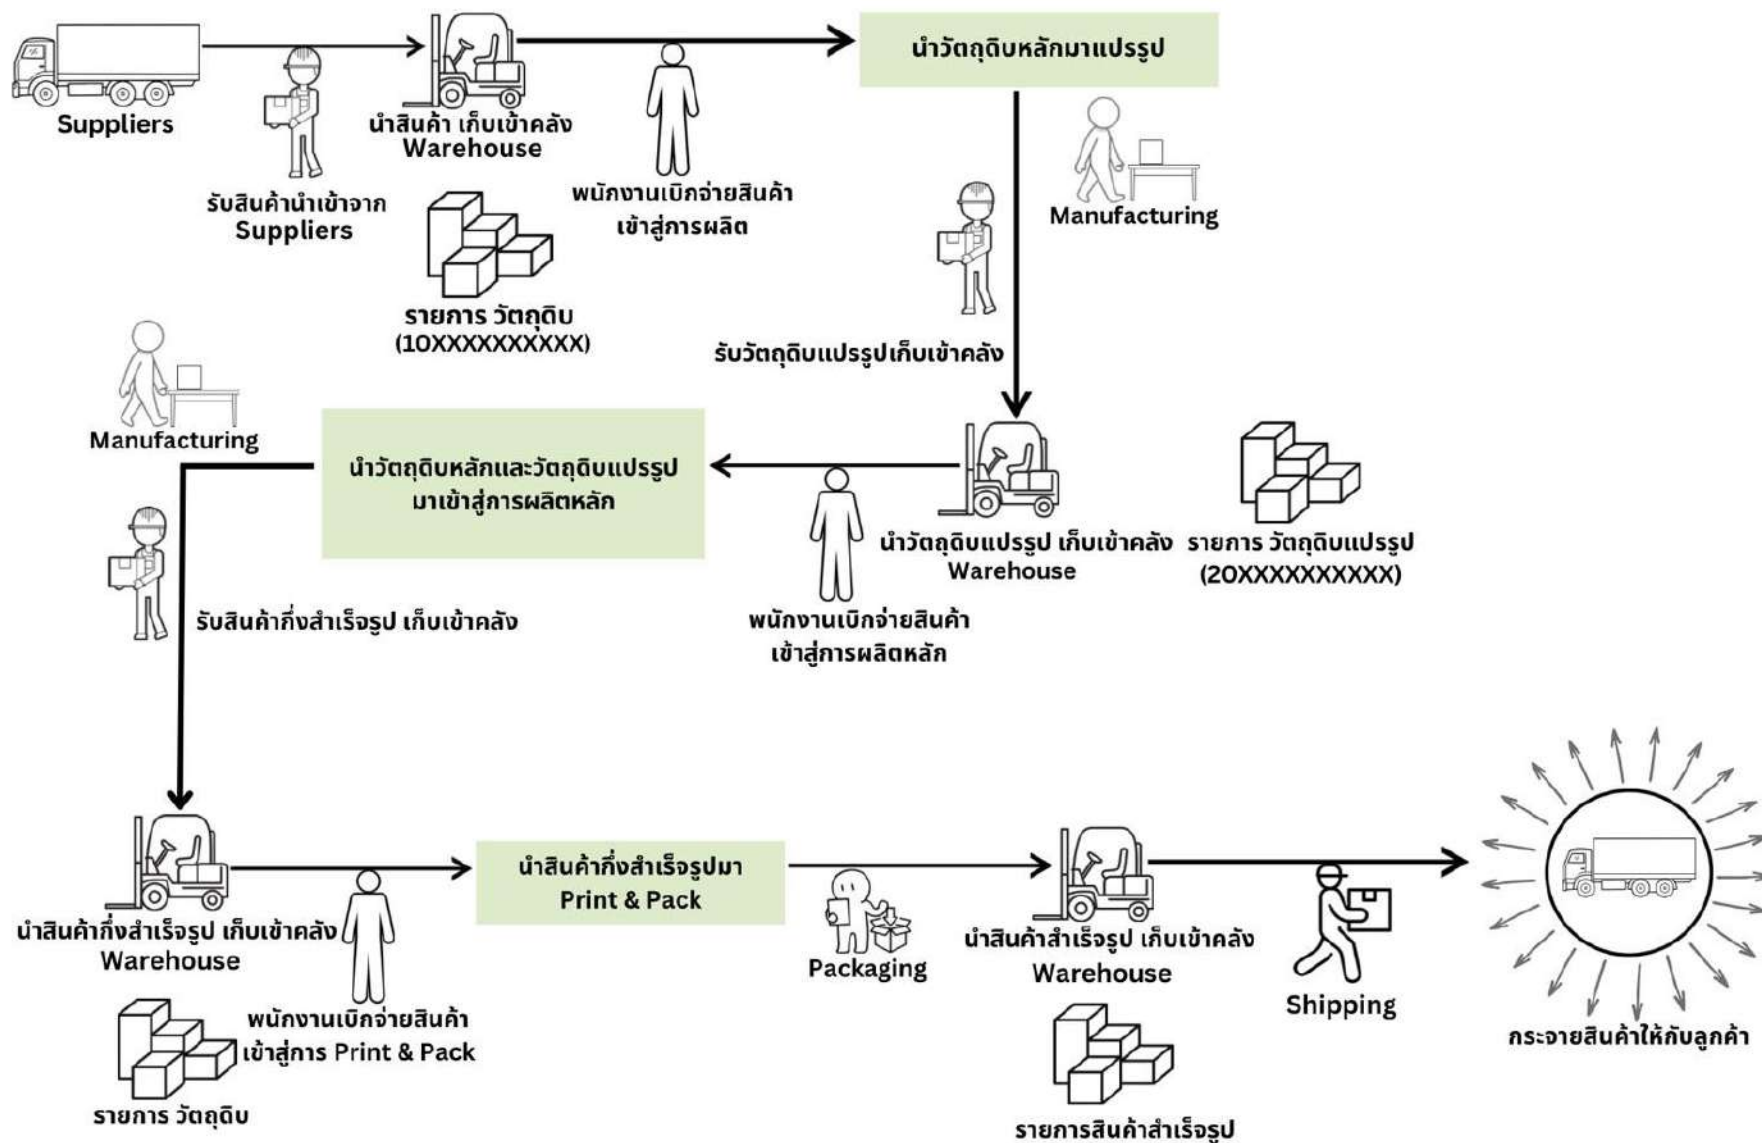 Suppliers
รับสินค้านำเข้าจาก
Suppliers
นำสินค้า เก็บเข้าคลัง
Warehouse
รายการ วัตถุดิบ
(10XXXXXXXXXX)
พนักงานเบิกจ่ายสินค้า
เข้าสู่การผลิต
นำวัตถุดิบหลักมาแปรรูป
Manufacturing
รับวัตถุดิบแปรรูปเก็บเข้าคลัง
นำวัตถุดิบแปรรูป เก็บเข้าคลัง
Warehouse
รายการ วัตถุดิบแปรรูป
(20XXXXXXXXXX)
พนักงานเบิกจ่ายสินค้า
เข้าสู่การผลิตหลัก
นำวัตถุดิบหลักและวัตถุดิบแปรรูป
มาเข้าสู่การผลิตหลัก
Manufacturing
รับสินค้ากึ่งสำเร็จรูป เก็บเข้าคลัง
นำสินค้ากึ่งสำเร็จรูป เก็บเข้าคลัง
Warehouse
รายการ วัตถุดิบ
พนักงานเบิกจ่ายสินค้า
เข้าสู่การ Print & Pack
นำสินค้ากึ่งสำเร็จรูปมา
Print & Pack
Packaging
นำสินค้าสำเร็จรูป เก็บเข้าคลัง
Warehouse
รายการสินค้าสำเร็จรูป
Shipping
กระจายสินค้าให้กับลูกค้า